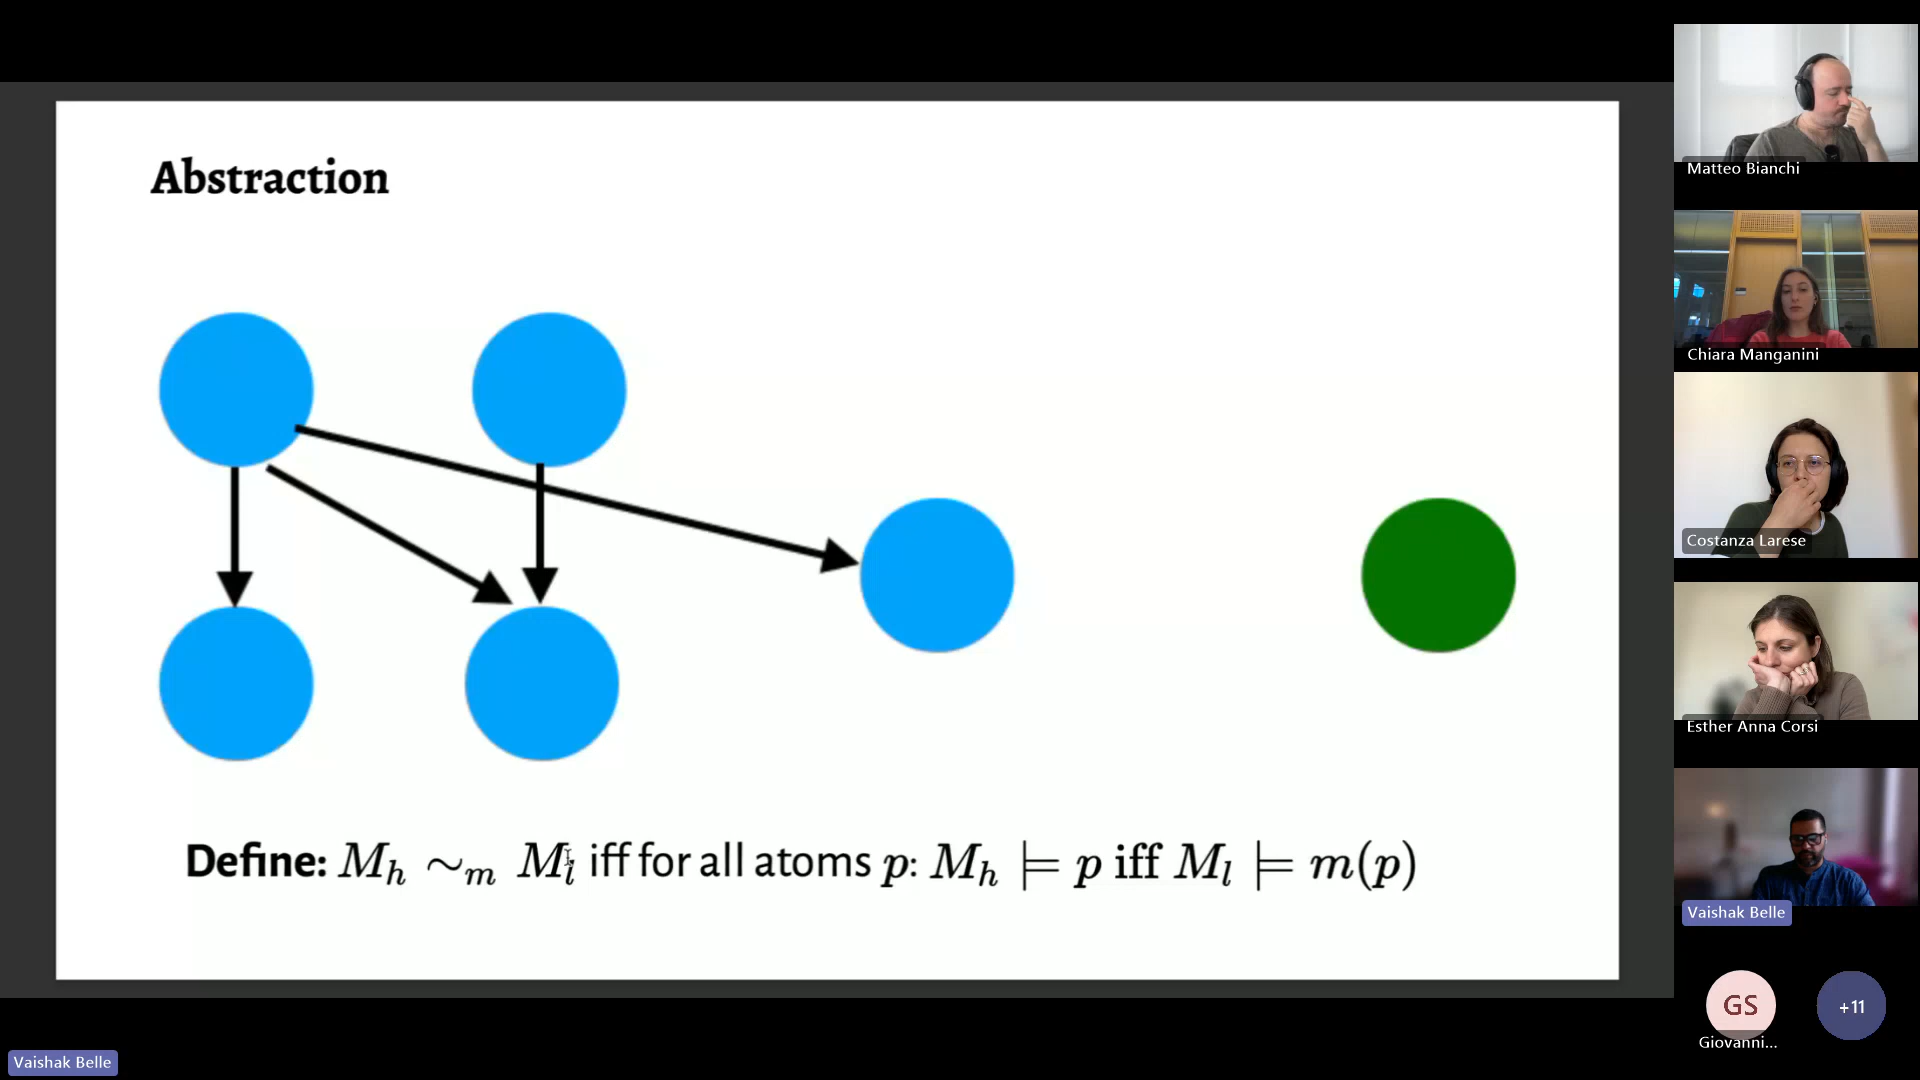 Abstraction
Define: M_h ∼_m M_l iff for all atoms p: M_h ⊨ p iff M_l ⊨ m(p)
Matteo Bianchi
Chiara Manganini
Costanza Larese
Esther Anna Corsi
Vaishak Belle
GS
+11
Giovanni...
Vaishak Belle